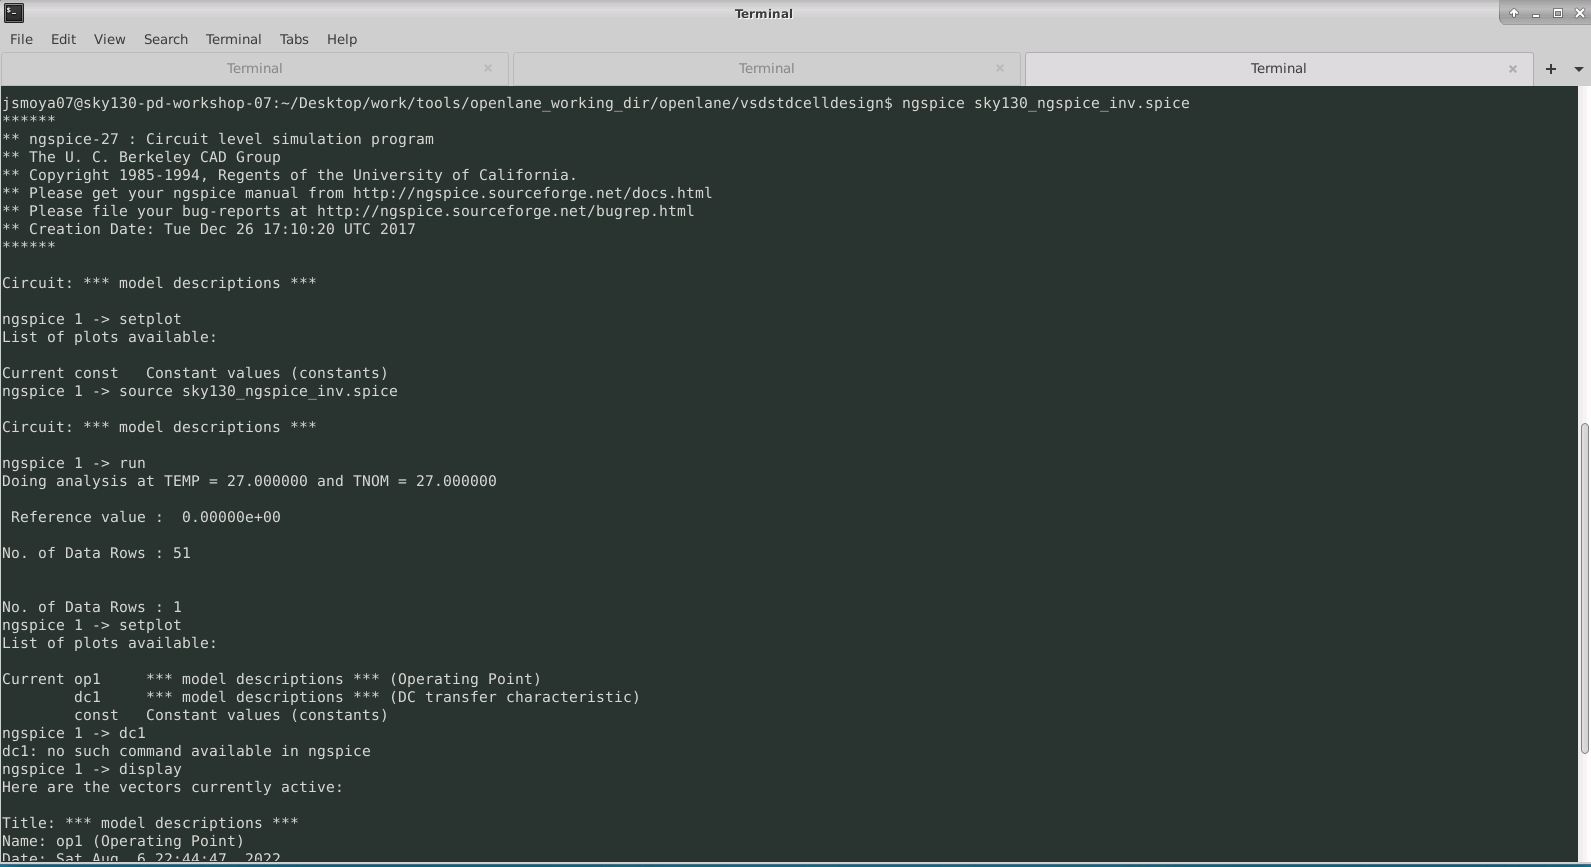 Terminal
File Edit View Search Terminal Tabs Help
Terminal Terminal Terminal
jsmoya07@sky130-pd-workshop-07:~/Desktop/work/tools/openlane_working_dir/openlane/vsdstdcelldesign$ ngspice sky130_ngspice_inv.spice
******
** ngspice-27 : Circuit level simulation program
** The U. C. Berkeley CAD Group
** Copyright 1985-1994, Regents of the University of California.
** Please get your ngspice manual from http://ngspice.sourceforge.net/docs.html
** Please file your bug-reports at http://ngspice.sourceforge.net/bugrep.html
** Creation Date: Tue Dec 26 17:10:20 UTC 2017
******
Circuit: *** model descriptions ***
ngspice 1 -> setplot
List of plots available:
Current const   Constant values (constants)
ngspice 1 -> source sky130_ngspice_inv.spice
Circuit: *** model descriptions ***
ngspice 1 -> run
Doing analysis at TEMP = 27.000000 and TNOM = 27.000000
Reference value :  0.00000e+00
No. of Data Rows : 51
No. of Data Rows : 1
ngspice 1 -> setplot
List of plots available:
Current op1     *** model descriptions *** (Operating Point)
dc1     *** model descriptions *** (DC transfer characteristic)
const   Constant values (constants)
ngspice 1 -> dc1
dc1: no such command available in ngspice
ngspice 1 -> display
Here are the vectors currently active:
Title: *** model descriptions ***
Name: op1 (Operating Point)
Date: Sat Aug  6 22:44:47  2022